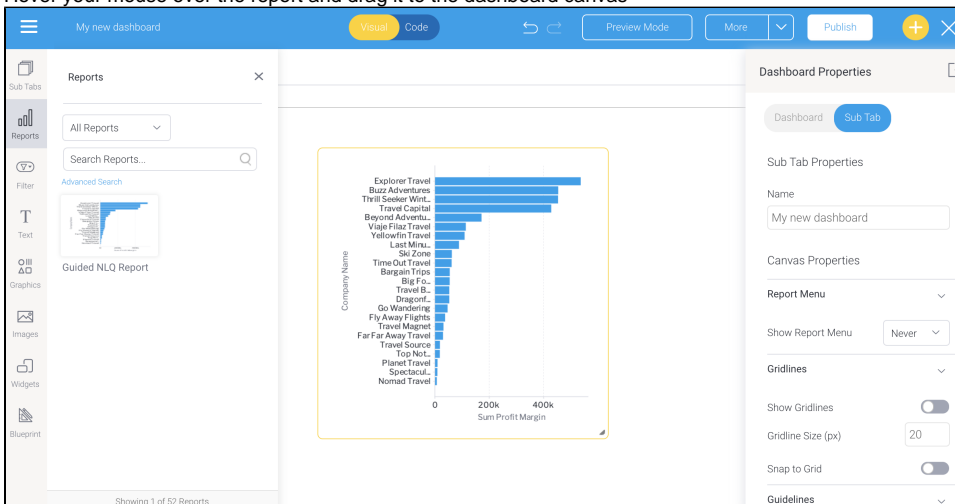 Hover your mouse over the report and drag it to the dashboard canvas
My new dashboard
Visual
Code
Preview Mode
More
Publish
Sub Tabs
Reports
Filter
Text
Graphics
Images
Widgets
Blueprint
Reports
All Reports
Search Reports...
Advanced Search
Guided NLQ Report
Showing 1 of 52 Reports
Company Name
Explorer Travel
Buzz Adventures
Thrill Seeker Wint...
Travel Capital
Beyond Adventu...
Viaje Filaz Travel
Yellowfin Travel
Last Minu...
Ski Zone
Time Out Travel
Bargain Trips
Big Fo...
Travel B...
Dragonf...
Go Wandering
Fly Away Flights
Travel Magnet
Far Far Away Travel
Travel Source
Top Not...
Planet Travel
Spectacul...
Nomad Travel
0 200k 400k
Sum Profit Margin
Dashboard Properties
Dashboard
Sub Tab
Sub Tab Properties
Name
My new dashboard
Canvas Properties
Report Menu
Show Report Menu
Never
Gridlines
Show Gridlines
Gridline Size (px)
20
Snap to Grid
Guidelines